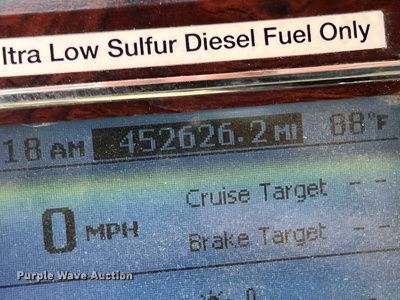 ltra Low Sulfur Diesel Fuel Only
18 AM 452626.2 MI 88°F
Cruise Target - -
0 MPH
Brake Target - -
Purple Wave Auction